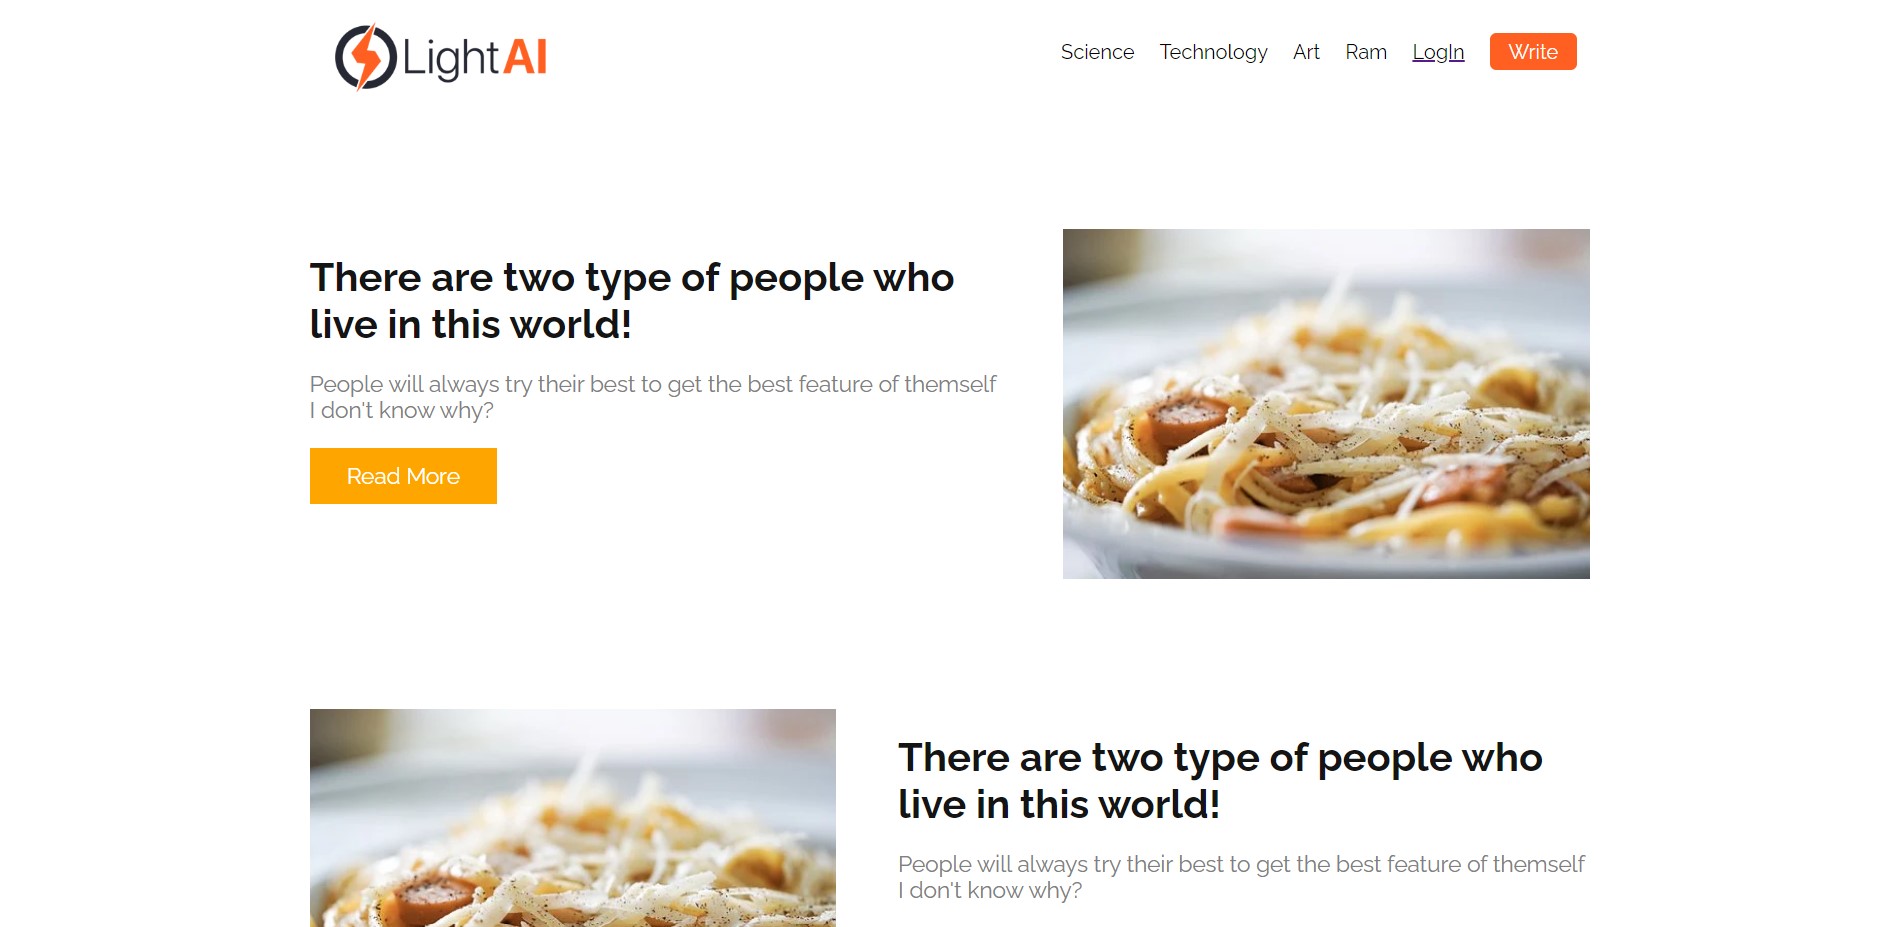 Light AI
Science Technology Art Ram LogIn Write
There are two type of people who
live in this world!
People will always try their best to get the best feature of themself
I don't know why?
Read More
There are two type of people who
live in this world!
People will always try their best to get the best feature of themself
I don't know why?